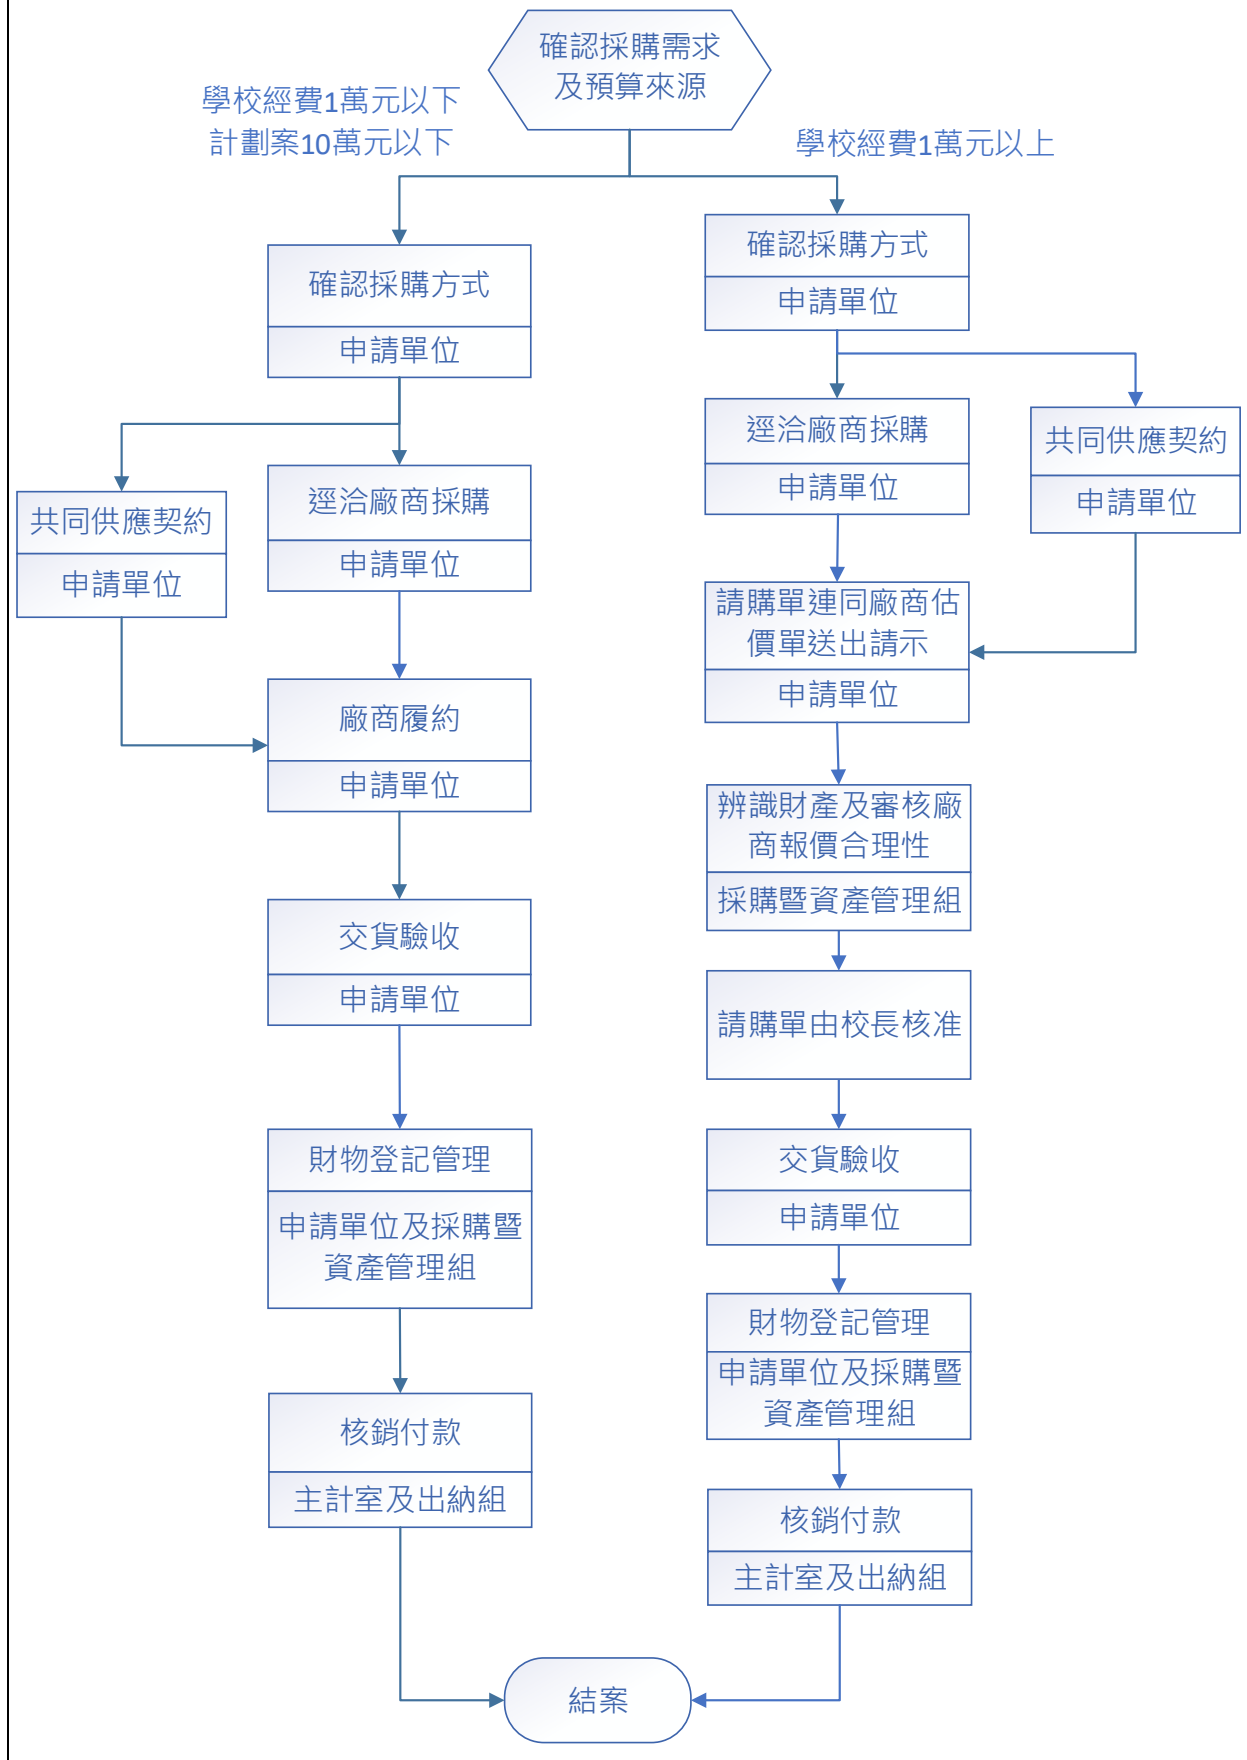 確認採購需求
及預算來源
學校經費1萬元以下
計劃案10萬元以下
確認採購方式
申請單位
共同供應契約
申請單位
逕洽廠商採購
申請單位
廠商履約
申請單位
交貨驗收
申請單位
財物登記管理
申請單位及採購暨
資產管理組
核銷付款
主計室及出納組
學校經費1萬元以上
確認採購方式
申請單位
逕洽廠商採購
申請單位
共同供應契約
申請單位
請購單連同廠商估
價單送出請示
申請單位
辨識財產及審核廠
商報價合理性
採購暨資產管理組
請購單由校長核准
交貨驗收
申請單位
財物登記管理
申請單位及採購暨
資產管理組
核銷付款
主計室及出納組
結案